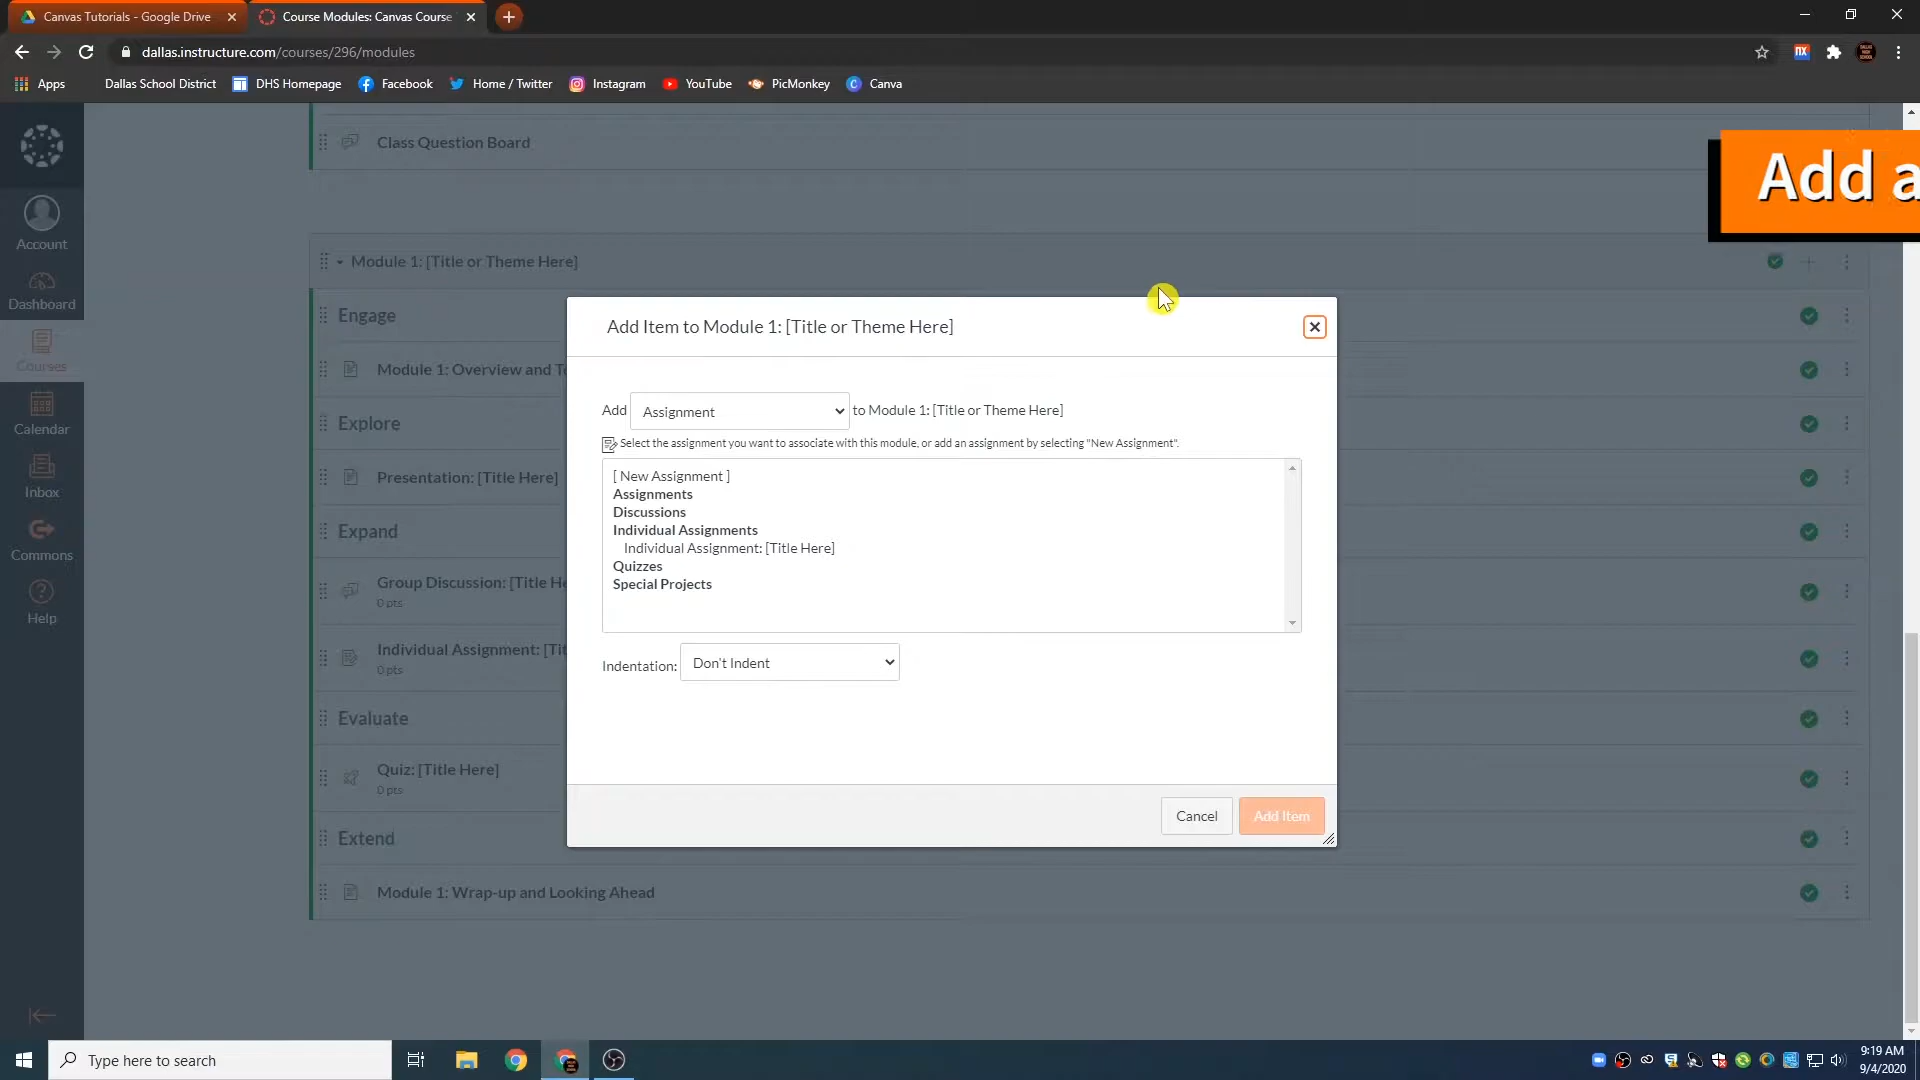 Canvas Tutorials - Google Drive
Course Modules: Canvas Course
dallas.instructure.com/courses/296/modules
Apps
Dallas School District
DHS Homepage
Facebook
Home / Twitter
Instagram
YouTube
PicMonkey
Canva
Class Question Board
Add a
Account
Dashboard
Courses
Calendar
Inbox
Commons
Help
Module 1: [Title or Theme Here]
Engage
Module 1: Overview and T
Explore
Presentation: [Title Here]
Expand
Group Discussion: [Title He
0 pts
Individual Assignment: [Tit
0 pts
Evaluate
Quiz: [Title Here]
0 pts
Extend
Module 1: Wrap-up and Looking Ahead
Add Item to Module 1: [Title or Theme Here]
Add Assignment to Module 1: [Title or Theme Here]
Select the assignment you want to associate with this module, or add an assignment by selecting "New Assignment".
[ New Assignment ]
Assignments
Discussions
Individual Assignments
Individual Assignment: [Title Here]
Quizzes
Special Projects
Indentation: Don't Indent
Cancel
Add Item
Type here to search
9:19 AM
9/4/2020